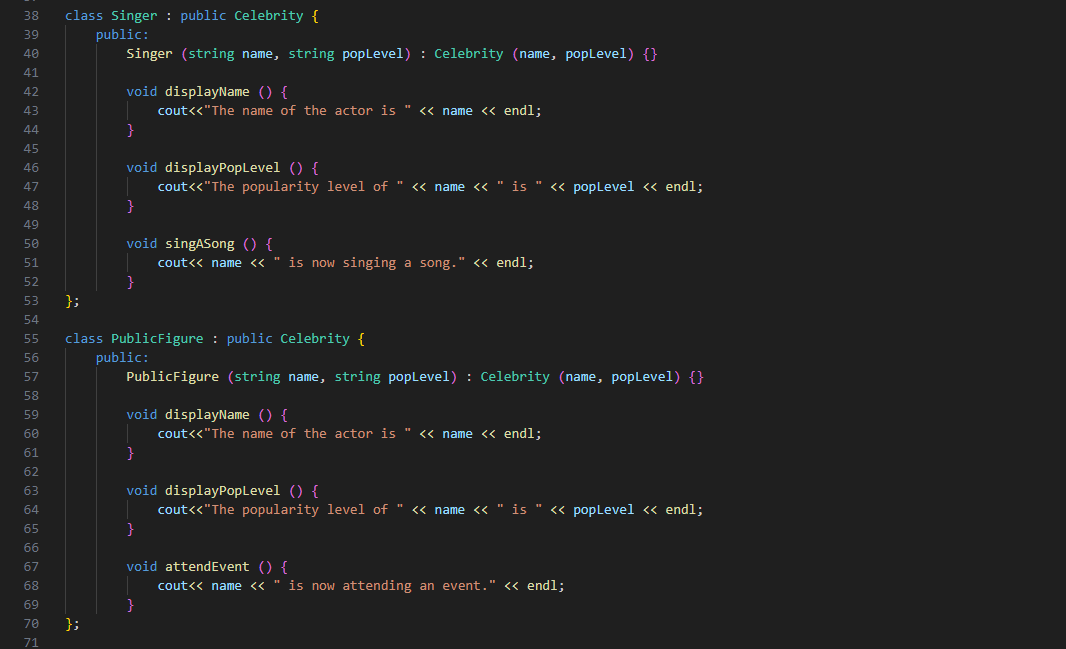 38 class Singer : public Celebrity {
39     public:
40         Singer (string name, string popLevel) : Celebrity (name, popLevel) {}
41
42         void displayName () {
43             cout<<"The name of the actor is " << name << endl;
44         }
45
46         void displayPopLevel () {
47             cout<<"The popularity level of " << name << " is " << popLevel << endl;
48         }
49
50         void singASong () {
51             cout<< name << " is now singing a song." << endl;
52         }
53 };
54
55 class PublicFigure : public Celebrity {
56     public:
57         PublicFigure (string name, string popLevel) : Celebrity (name, popLevel) {}
58
59         void displayName () {
60             cout<<"The name of the actor is " << name << endl;
61         }
62
63         void displayPopLevel () {
64             cout<<"The popularity level of " << name << " is " << popLevel << endl;
65         }
66
67         void attendEvent () {
68             cout<< name << " is now attending an event." << endl;
69         }
70 };
71